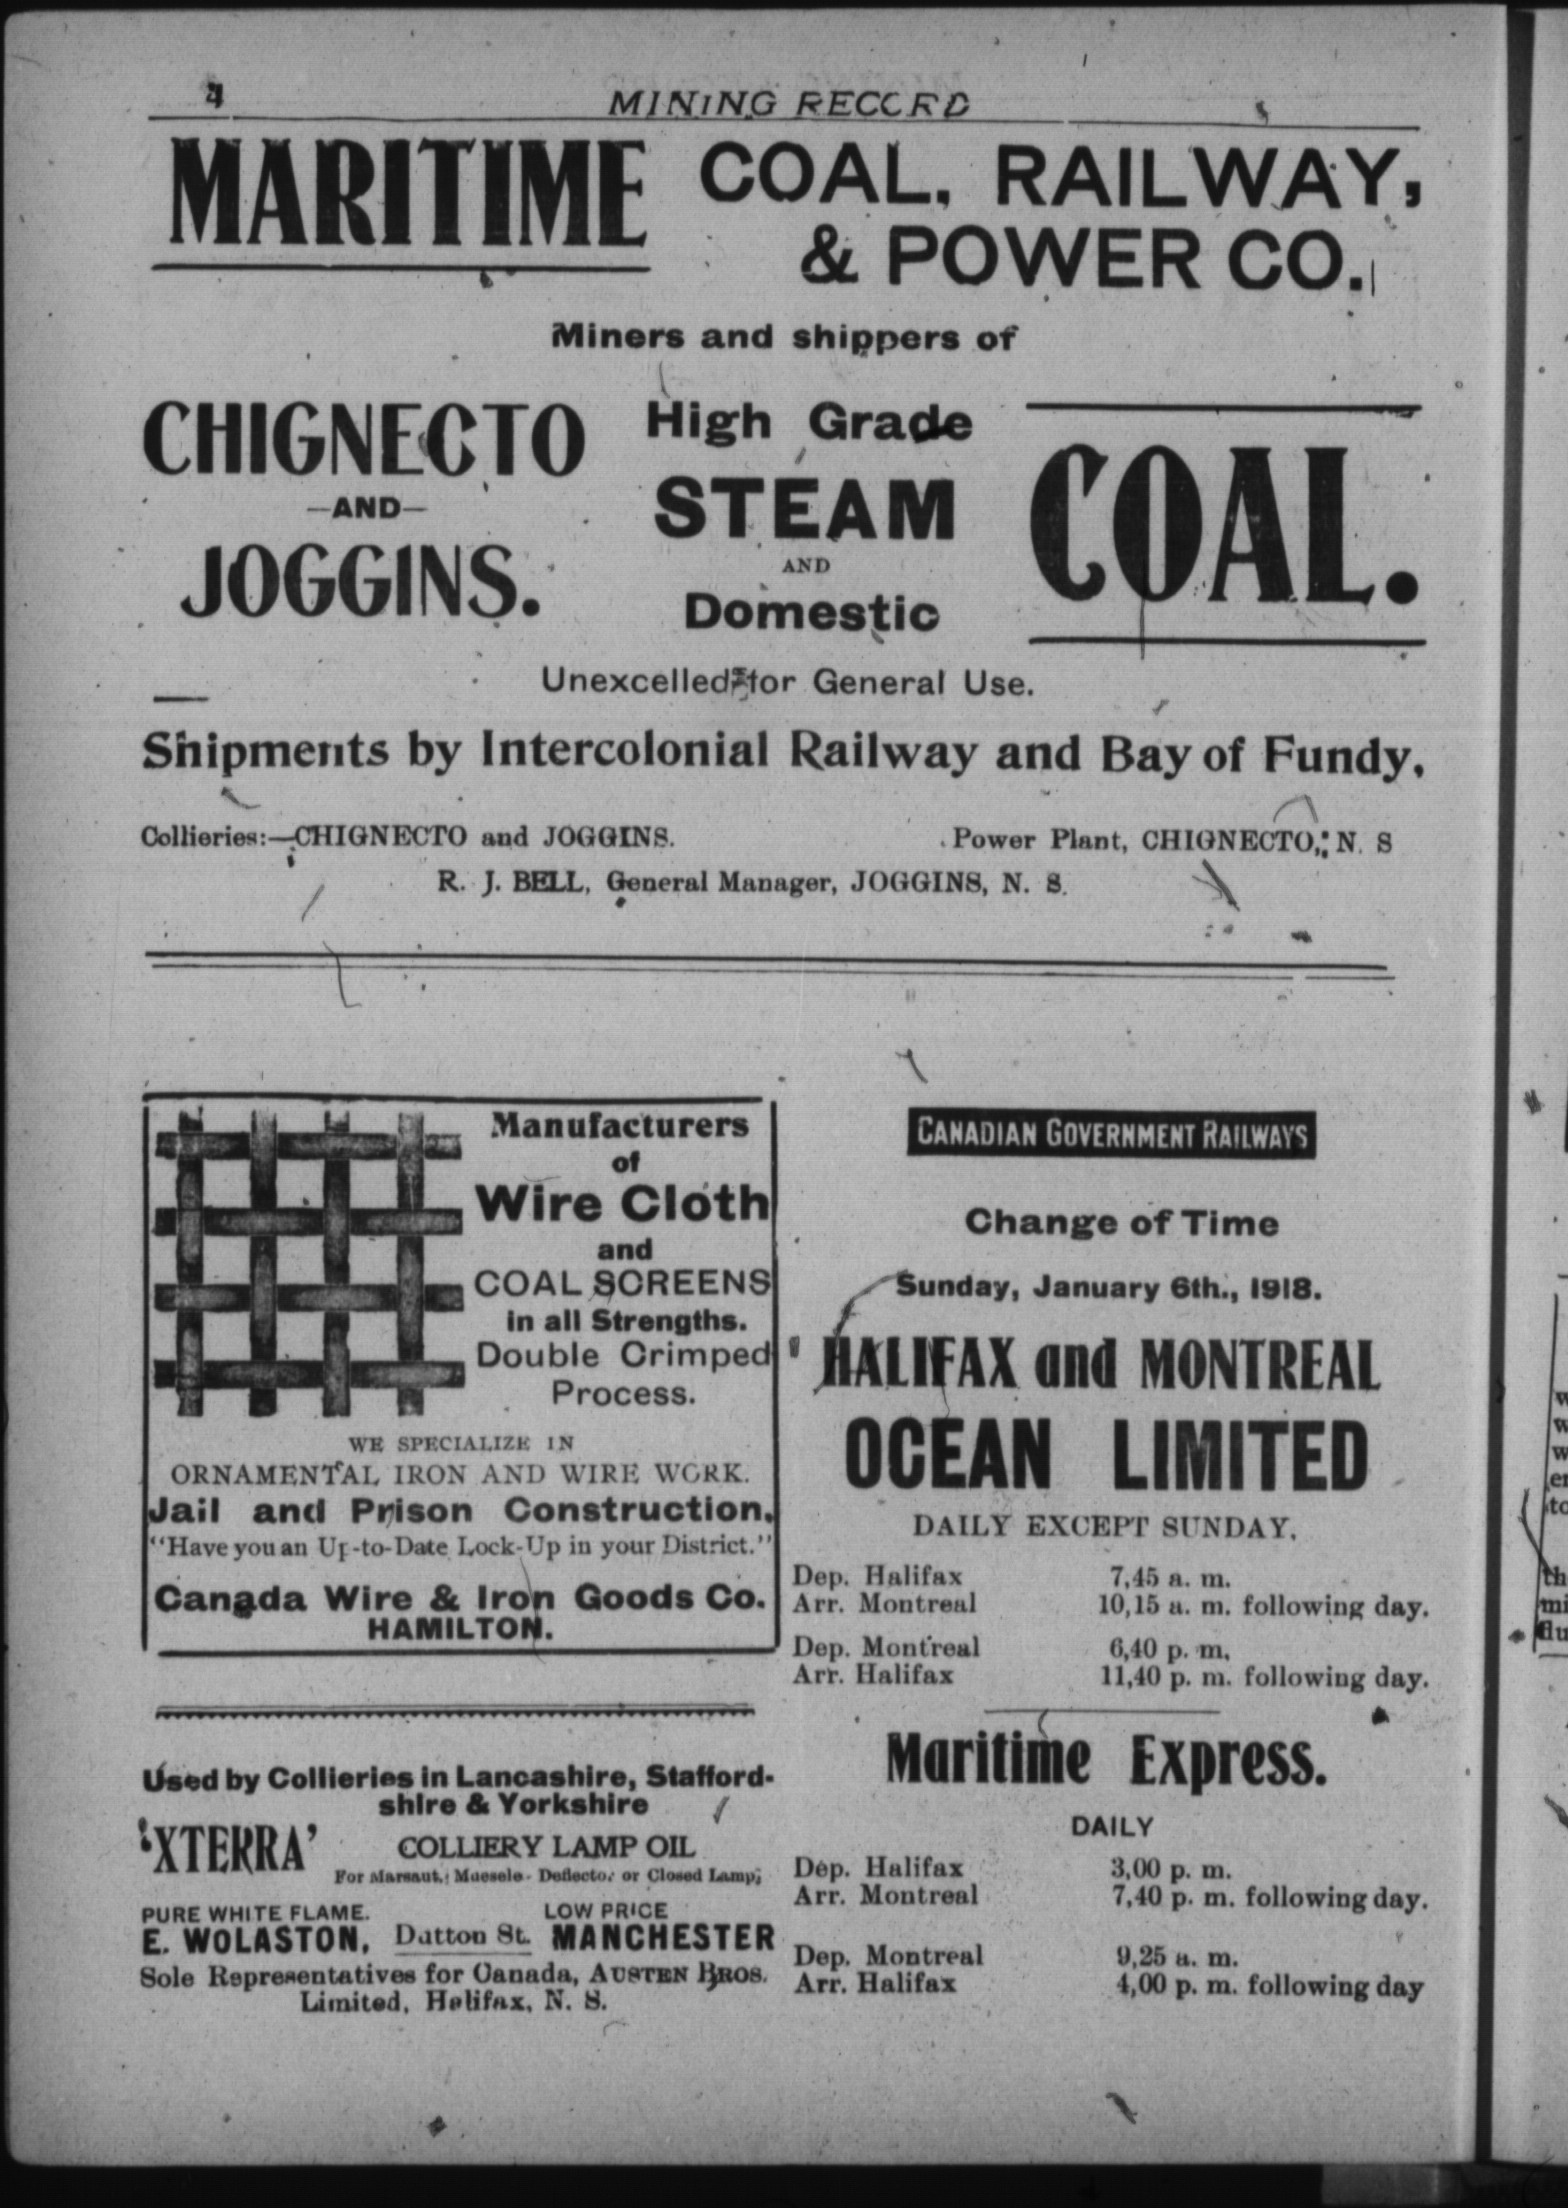 4
MINING RECORD
MARITIME COAL, RAILWAY,
& POWER CO.
Miners and shippers of
CHIGNECTO
—AND—
JOGGINS.
High Grade
STEAM
AND
Domestic
COAL.
Unexcelled for General Use.
Shipments by Intercolonial Railway and Bay of Fundy.
Collieries:—CHIGNECTO and JOGGINS. Power Plant, CHIGNECTO, N. S
R. J. BELL, General Manager, JOGGINS, N. S.
Manufacturers
of
Wire Cloth
and
COAL SCREENS
in all Strengths.
Double Crimped
Process.
WE SPECIALIZE IN
ORNAMENTAL IRON AND WIRE WORK.
Jail and Prison Construction.
"Have you an Up-to-Date Lock-Up in your District."
Canada Wire & Iron Goods Co.
HAMILTON.
Used by Collieries in Lancashire, Stafford-
shire & Yorkshire
'XTERRA' COLLIERY LAMP OIL
For Marsaut, Muesele- Deflector or Closed Lamp;
PURE WHITE FLAME. LOW PRICE
E. WOLASTON, Dutton St. MANCHESTER
Sole Representatives for Canada, AUSTEN BROS.
Limited, Halifax, N. S.
CANADIAN GOVERNMENT RAILWAYS
Change of Time
Sunday, January 6th., 1918.
HALIFAX and MONTREAL
OCEAN LIMITED
DAILY EXCEPT SUNDAY.
Dep. Halifax 7,45 a. m.
Arr. Montreal 10,15 a. m. following day.
Dep. Montreal 6,40 p. m.
Arr. Halifax 11,40 p. m. following day.
Maritime Express.
DAILY
Dep. Halifax 3,00 p. m.
Arr. Montreal 7,40 p. m. following day.
Dep. Montreal 9,25 a. m.
Arr. Halifax 4,00 p. m. following day